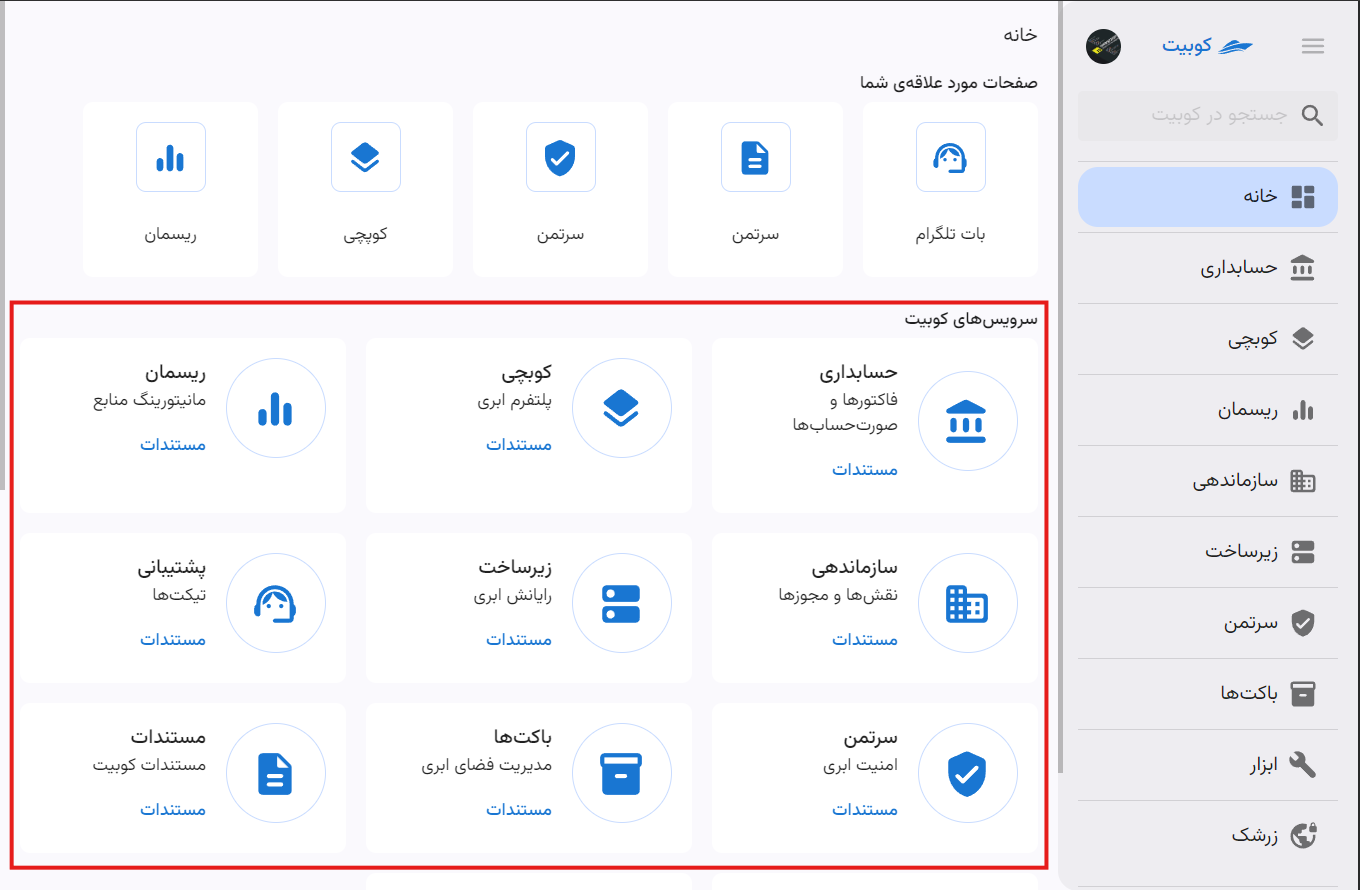 کوبیت
جستجو در کوبیت
خانه
حسابداری
کوبچی
ریسمان
سازماندهی
زیرساخت
سرتمن
باکت‌ها
ابزار
زرشک
خانه
صفحات مورد علاقه‌ی شما
بات تلگرام
سرتمن
سرتمن
کوپچی
ریسمان
سرویس‌های کوبیت
حسابداری
فاکتورها و
صورت‌حساب‌ها
مستندات
کوبچی
پلتفرم ابری
مستندات
ریسمان
مانیتورینگ منابع
مستندات
سازماندهی
نقش‌ها و مجوزها
مستندات
زیرساخت
رایانش ابری
مستندات
پشتیبانی
تیکت‌ها
مستندات
سرتمن
امنیت ابری
مستندات
باکت‌ها
مدیریت فضای ابری
مستندات
مستندات
مستندات کوبیت
مستندات